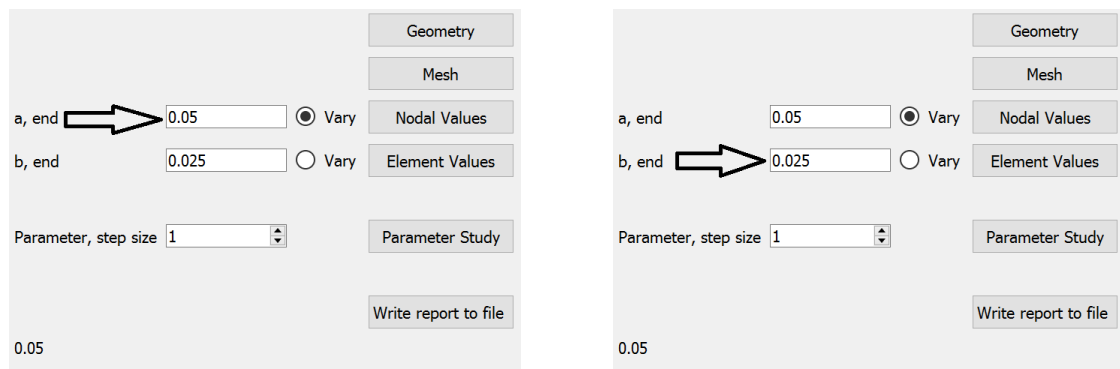 Geometry
Mesh
a, end 0.05 Vary Nodal Values
b, end 0.025 Vary Element Values
Parameter, step size 1 Parameter Study
Write report to file
0.05
Geometry
Mesh
a, end 0.05 Vary Nodal Values
b, end 0.025 Vary Element Values
Parameter, step size 1 Parameter Study
Write report to file
0.05